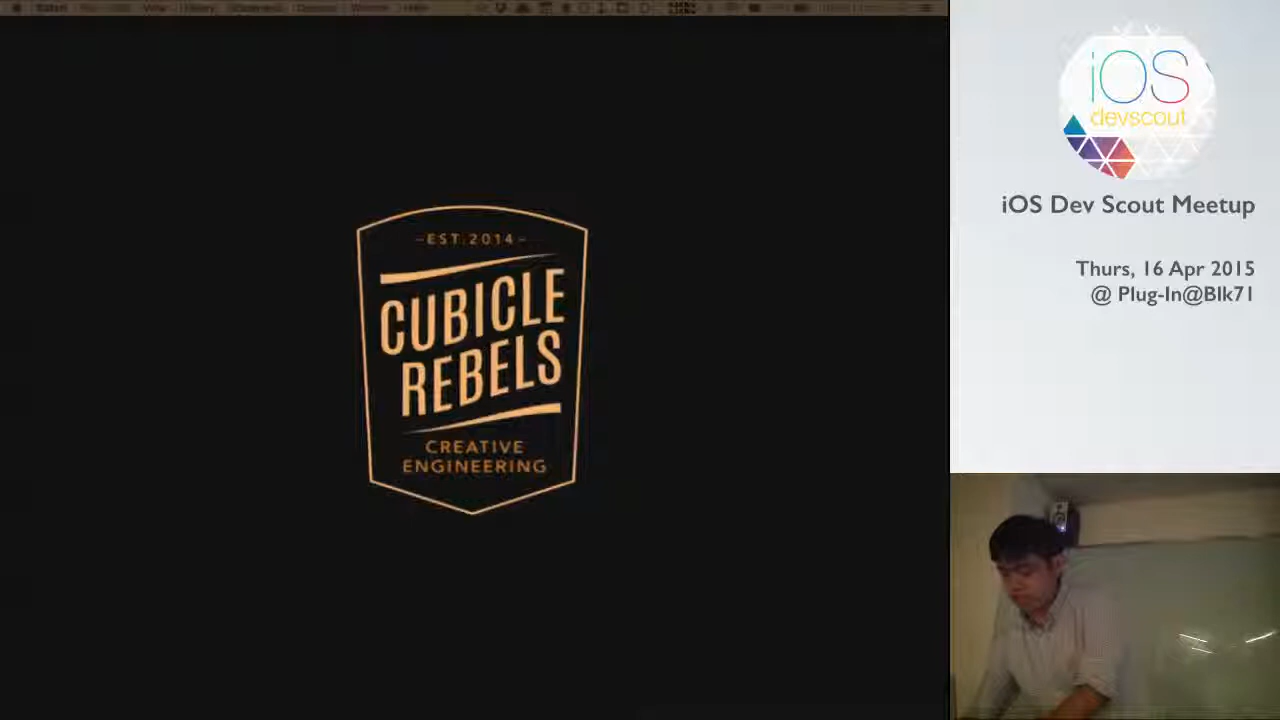 -EST.2014-
CUBICLE
REBELS
CREATIVE
ENGINEERING
iOS
devscout
iOS Dev Scout Meetup
Thurs, 16 Apr 2015
@ Plug-In@Blk71